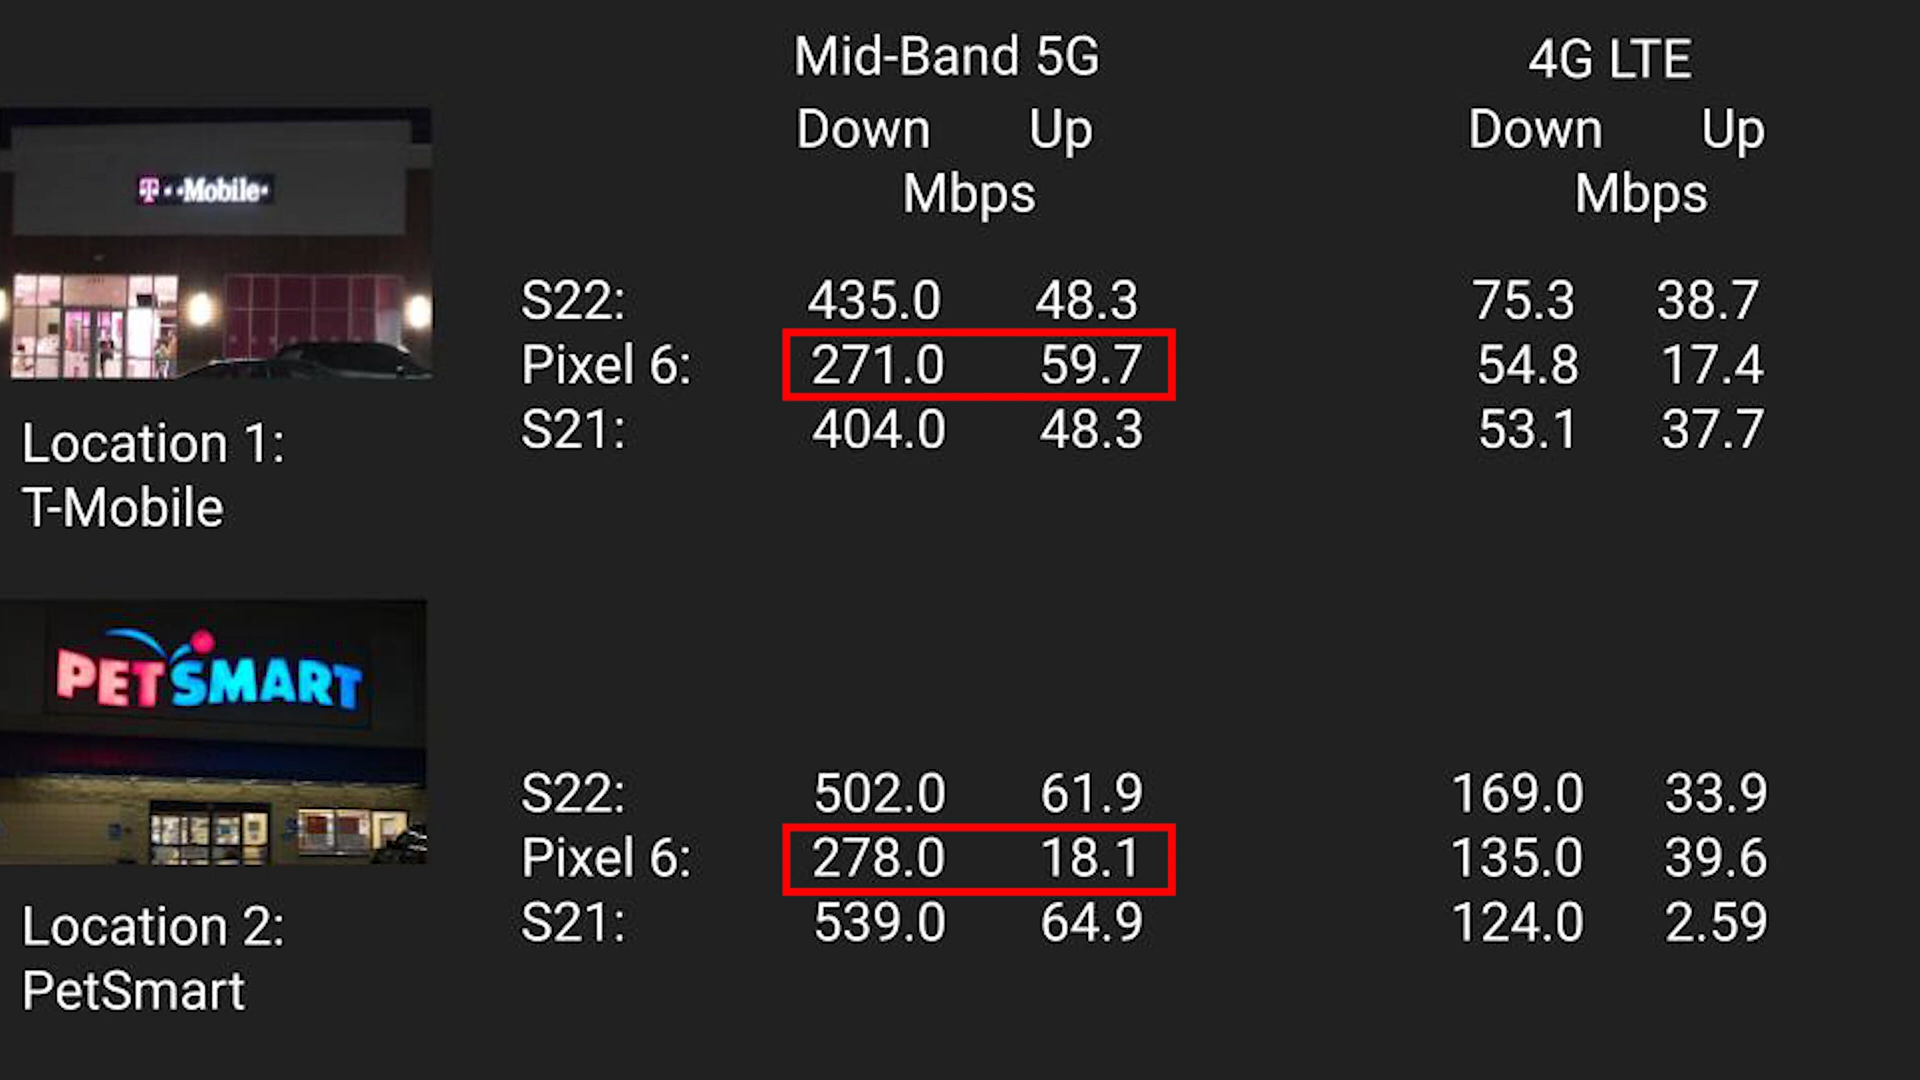 Mid-Band 5G 4G LTE
Down Up Down Up
Mbps Mbps
T··Mobile·
S22: 435.0 48.3 75.3 38.7
Pixel 6: 271.0 59.7 54.8 17.4
S21: 404.0 48.3 53.1 37.7
Location 1:
T-Mobile
PETSMART
S22: 502.0 61.9 169.0 33.9
Pixel 6: 278.0 18.1 135.0 39.6
S21: 539.0 64.9 124.0 2.59
Location 2:
PetSmart